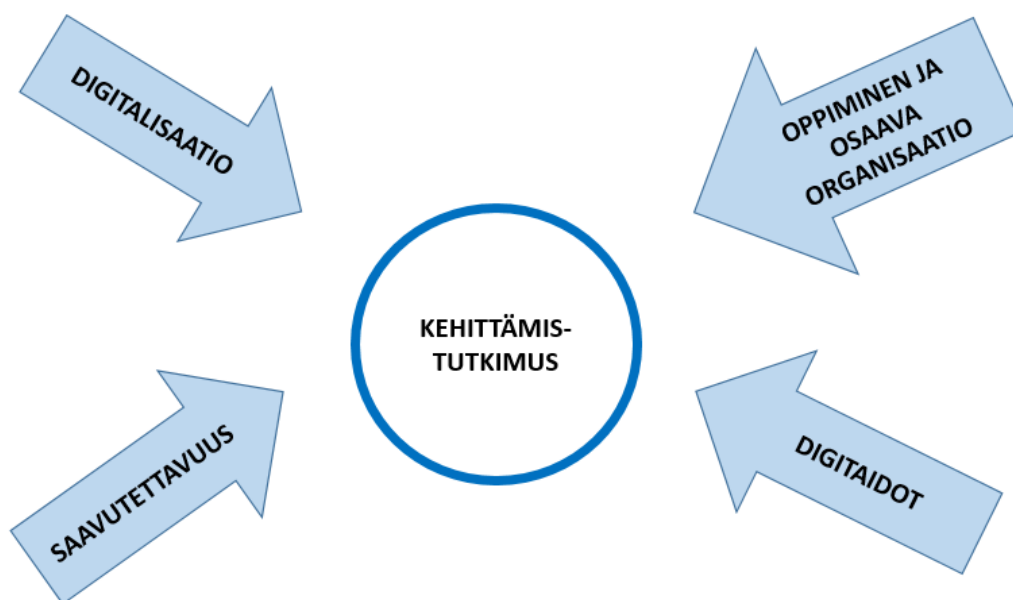 DIGITALISAATIO
OPPIMINEN JA
OSAAVA
ORGANISAATIO
KEHITTÄMIS-
TUTKIMUS
SAAVUTETTAVUUS
DIGITAIDOT